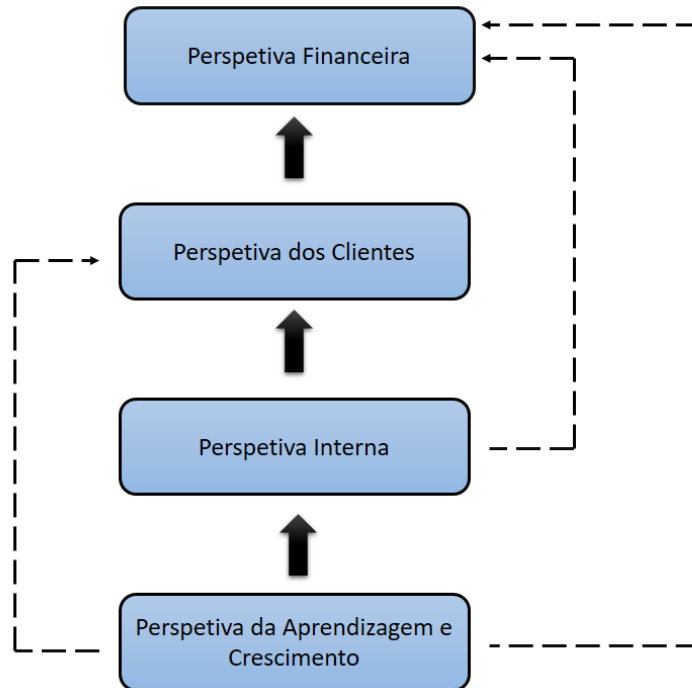 Perspetiva Financeira
Perspetiva dos Clientes
Perspetiva Interna
Perspetiva da Aprendizagem e
Crescimento